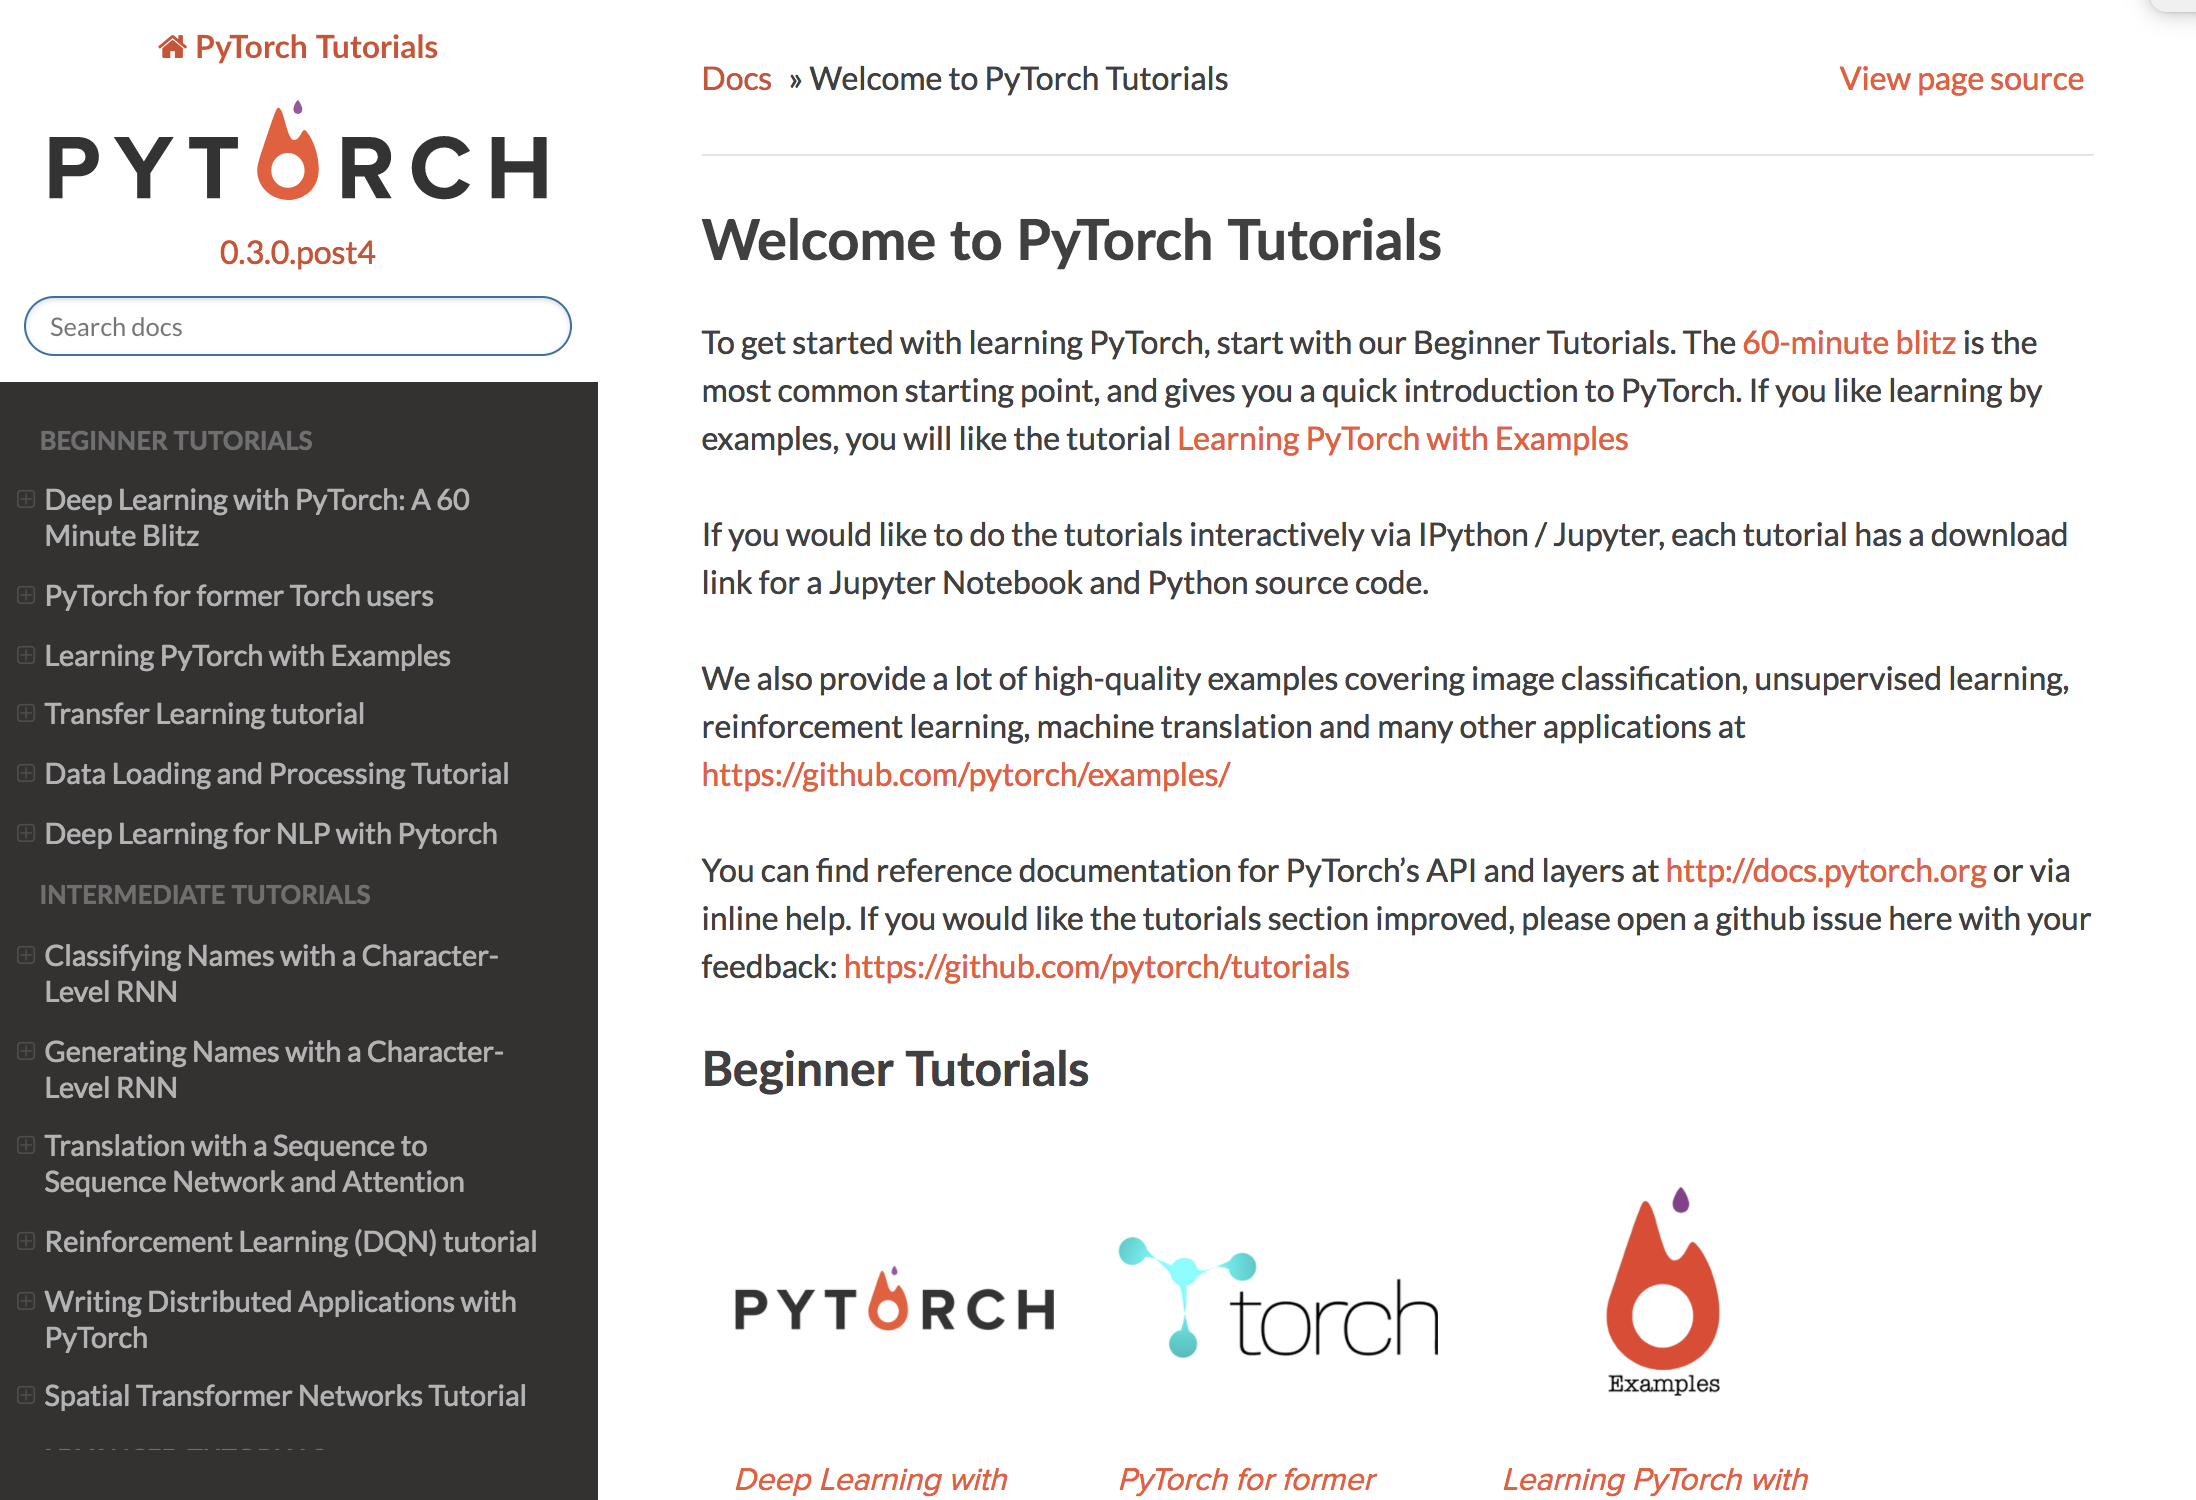 PyTorch Tutorials
PYTORCH
0.3.0.post4
Search docs
BEGINNER TUTORIALS
Deep Learning with PyTorch: A 60
Minute Blitz
PyTorch for former Torch users
Learning PyTorch with Examples
Transfer Learning tutorial
Data Loading and Processing Tutorial
Deep Learning for NLP with Pytorch
INTERMEDIATE TUTORIALS
Classifying Names with a Character-
Level RNN
Generating Names with a Character-
Level RNN
Translation with a Sequence to
Sequence Network and Attention
Reinforcement Learning (DQN) tutorial
Writing Distributed Applications with
PyTorch
Spatial Transformer Networks Tutorial
Docs » Welcome to PyTorch Tutorials
View page source
Welcome to PyTorch Tutorials
To get started with learning PyTorch, start with our Beginner Tutorials. The 60-minute blitz is the
most common starting point, and gives you a quick introduction to PyTorch. If you like learning by
examples, you will like the tutorial Learning PyTorch with Examples
If you would like to do the tutorials interactively via IPython / Jupyter, each tutorial has a download
link for a Jupyter Notebook and Python source code.
We also provide a lot of high-quality examples covering image classification, unsupervised learning,
reinforcement learning, machine translation and many other applications at
https://github.com/pytorch/examples/
You can find reference documentation for PyTorch’s API and layers at http://docs.pytorch.org or via
inline help. If you would like the tutorials section improved, please open a github issue here with your
feedback: https://github.com/pytorch/tutorials
Beginner Tutorials
PYTORCH
torch
Examples
Deep Learning with
PyTorch for former
Learning PyTorch with